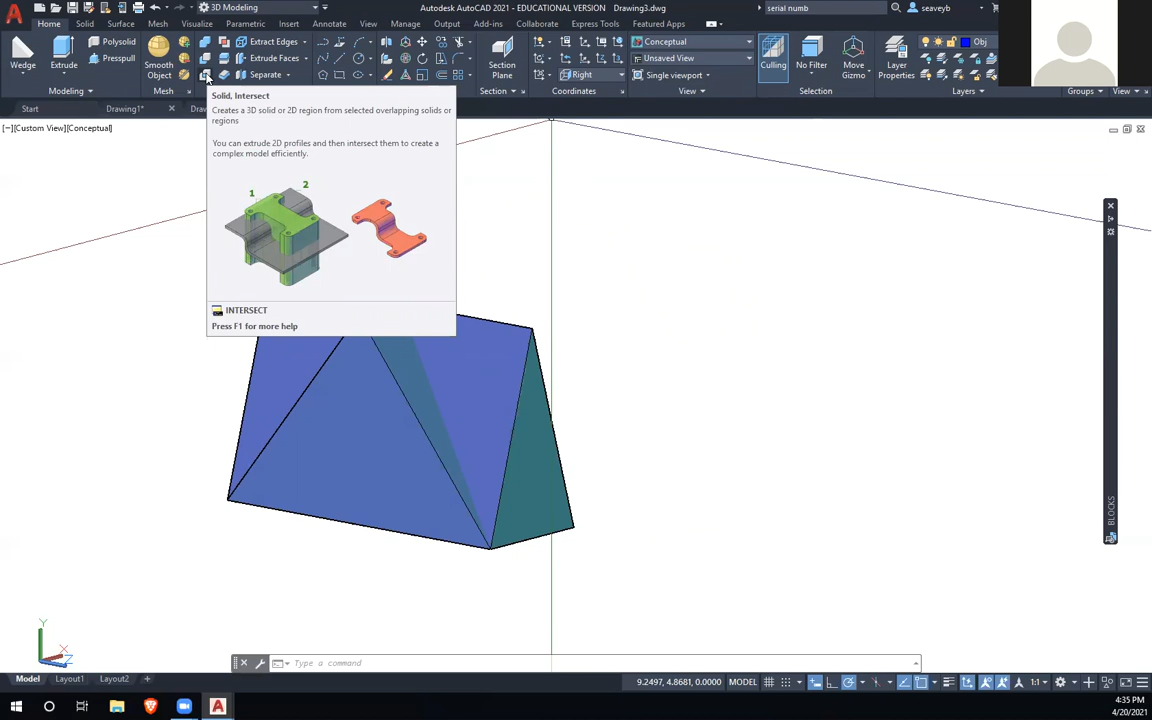 3D Modeling
Autodesk AutoCAD 2021 - EDUCATIONAL VERSION Drawing3.dwg
serial numb
seaveyb
Home Solid Surface Mesh Visualize Parametric Insert Annotate View Manage Output Add-ins Collaborate Express Tools Featured Apps
Wedge
Extrude
Polysolid
Presspull
Smooth
Object
Extract Edges
Extrude Faces
Separate
Section
Plane
Right
Conceptual
Unsaved View
Single viewport
Culling
No Filter
Move
Gizmo
Layer
Properties
Obj
Modeling
Mesh
Section
Coordinates
View
Selection
Layers
Groups
View
Start
Drawing1*
Drav
[−][Custom View][Conceptual]
Solid, Intersect
Creates a 3D solid or 2D region from selected overlapping solids or
regions
You can extrude 2D profiles and then intersect them to create a
complex model efficiently.
1
2
INTERSECT
Press F1 for more help
BLOCKS
Y
X
Z
Type a command
Model
Layout1
Layout2
9.2497, 4.8681, 0.0000
MODEL
1:1
4:35 PM
4/20/2021